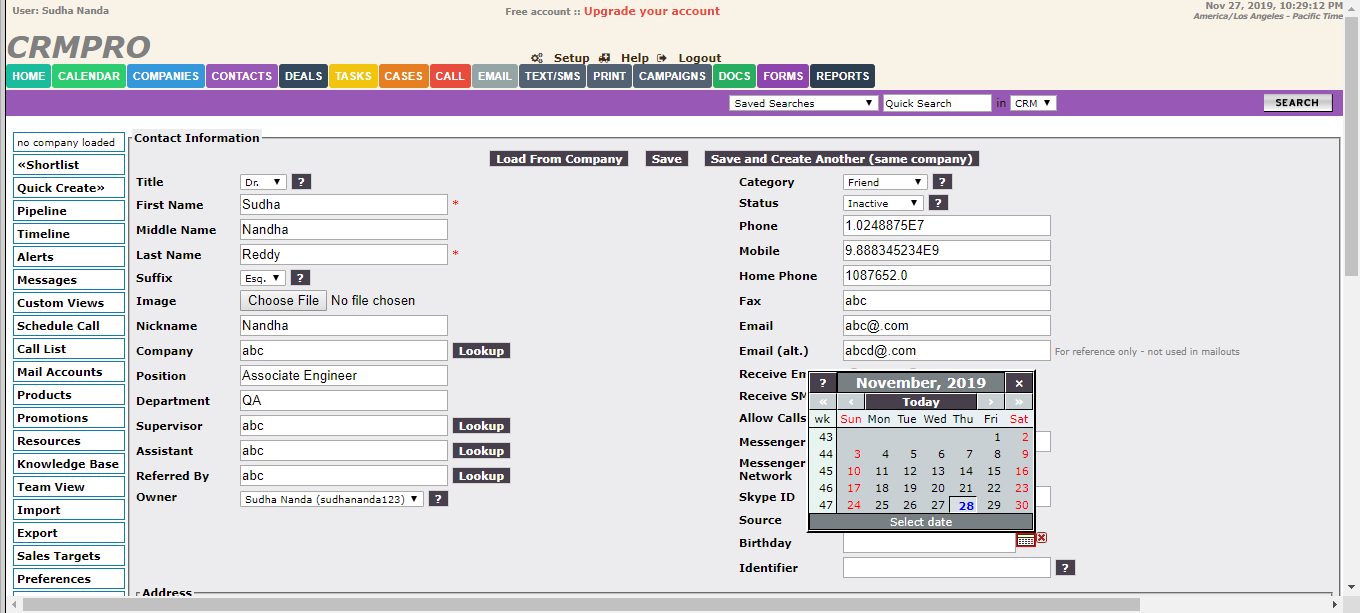 User: Sudha Nanda
Free account :: Upgrade your account
Nov 27, 2019, 10:29:12 PM
America/Los Angeles - Pacific Time
CRMPRO
Setup Help Logout
HOME CALENDAR COMPANIES CONTACTS DEALS TASKS CASES CALL EMAIL TEXT/SMS PRINT CAMPAIGNS DOCS FORMS REPORTS
Saved Searches Quick Search in CRM SEARCH
no company loaded
«Shortlist
Quick Create»
Pipeline
Timeline
Alerts
Messages
Custom Views
Schedule Call
Call List
Mail Accounts
Products
Promotions
Resources
Knowledge Base
Team View
Import
Export
Sales Targets
Preferences
Contact Information
Load From Company Save Save and Create Another (same company)
Title Dr. ?
First Name Sudha *
Middle Name Nandha
Last Name Reddy *
Suffix Esq. ?
Image Choose File No file chosen
Nickname Nandha
Company abc Lookup
Position Associate Engineer
Department QA
Supervisor abc Lookup
Assistant abc Lookup
Referred By abc Lookup
Owner Sudha Nanda (sudhananda123) ?
Category Friend ?
Status Inactive ?
Phone 1.0248875E7
Mobile 9.888345234E9
Home Phone 1087652.0
Fax abc
Email abc@.com
Email (alt.) abcd@.com For reference only - not used in mailouts
Receive Em
Receive SM
Allow Calls
Messenger
Messenger
Network
Skype ID
Source
Birthday
Identifier ?
? November, 2019 ×
« ‹ Today › »
wk Sun Mon Tue Wed Thu Fri Sat
43 1 2
44 3 4 5 6 7 8 9
45 10 11 12 13 14 15 16
46 17 18 19 20 21 22 23
47 24 25 26 27 28 29 30
Select date
Address